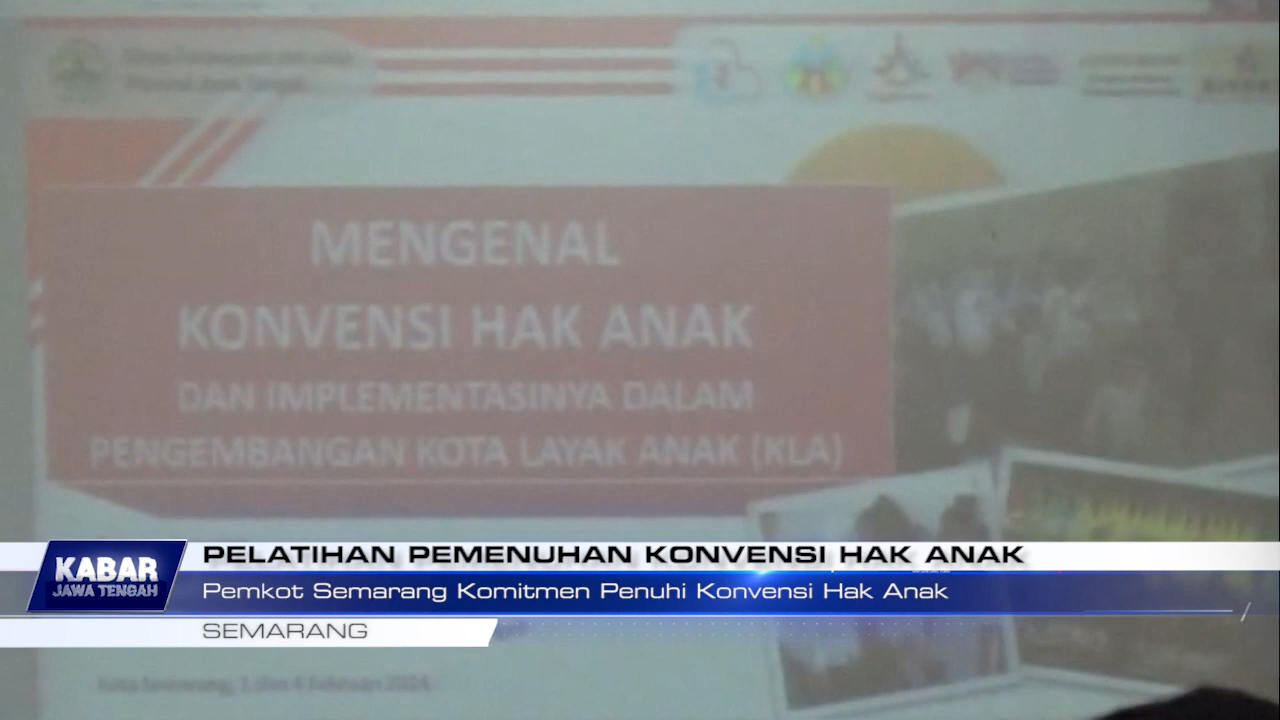 MENGENAL
KONVENSI HAK ANAK
DAN IMPLEMENTASINYA DALAM
PENGEMBANGAN KOTA LAYAK ANAK (KLA)
KABAR
JAWA TENGAH
PELATIHAN PEMENUHAN KONVENSI HAK ANAK
Pemkot Semarang Komitmen Penuhi Konvensi Hak Anak
SEMARANG